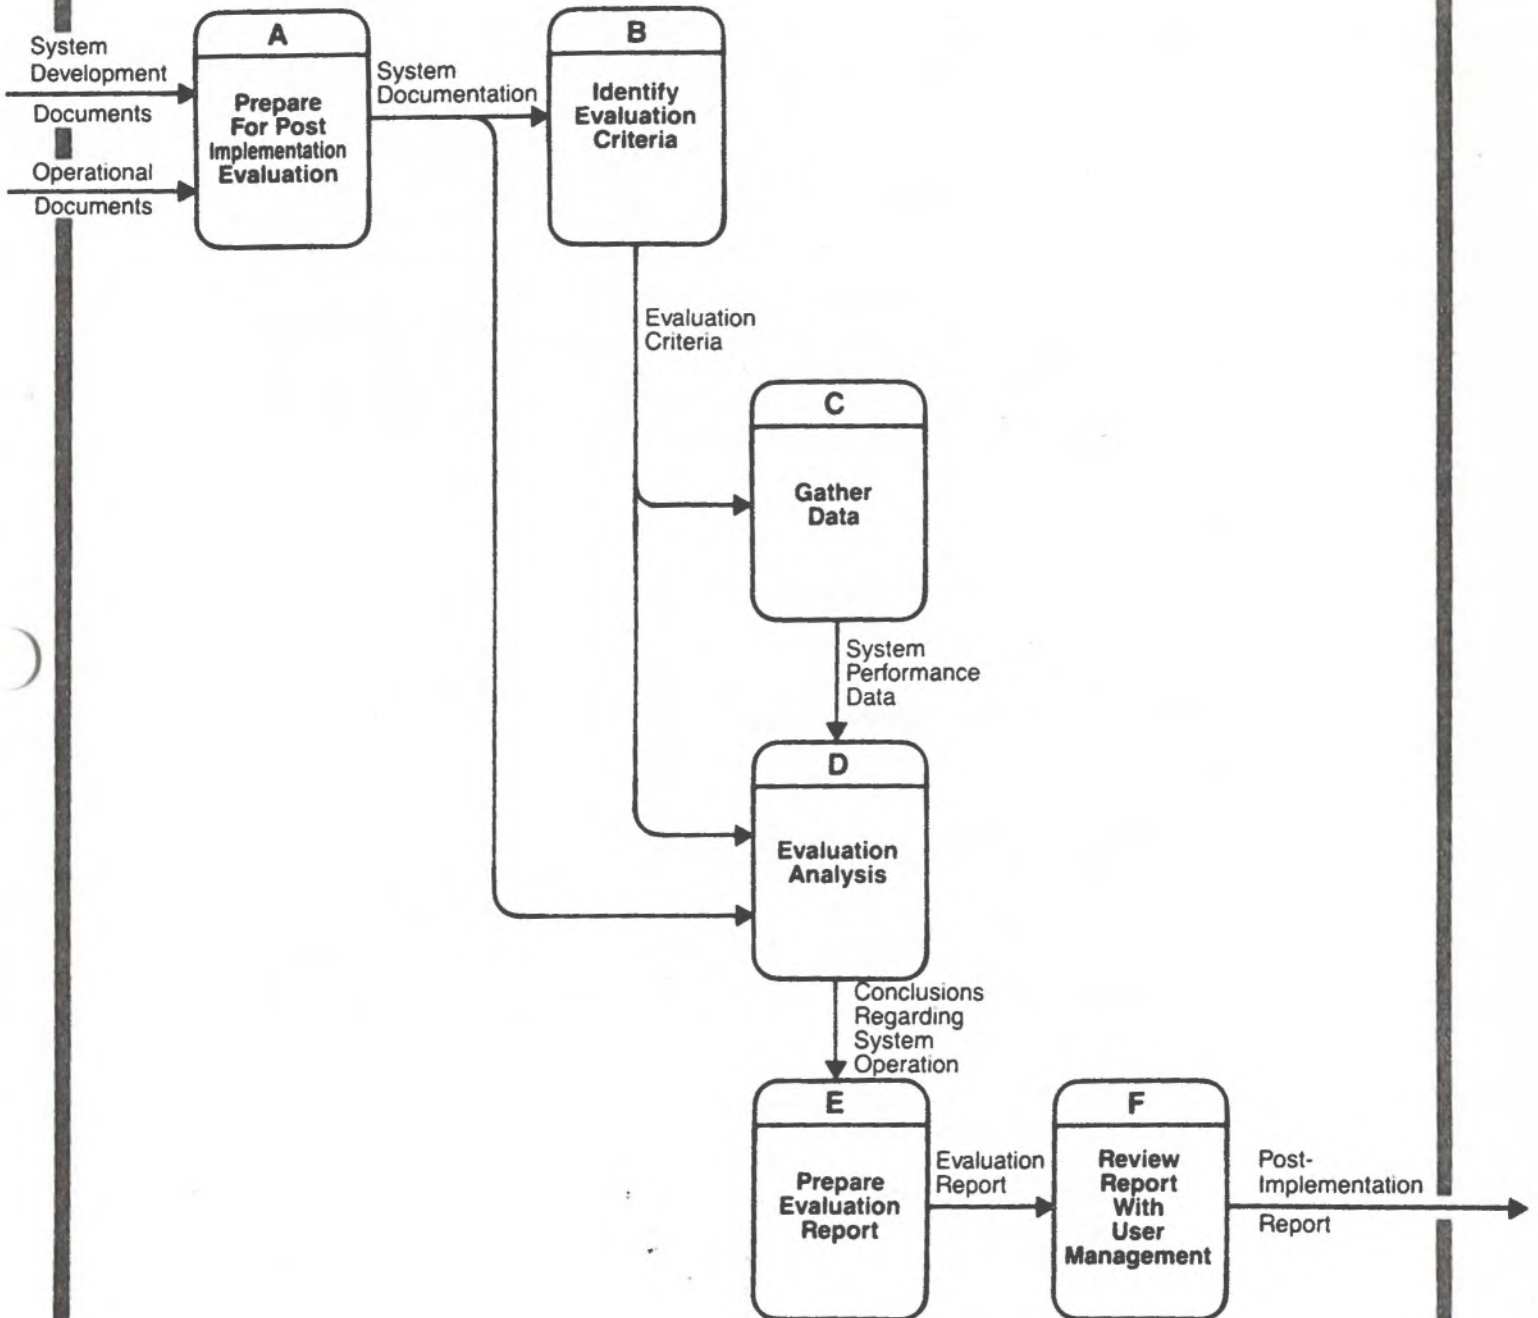 System
Development
Documents
Operational
Documents
A
Prepare
For Post
Implementation
Evaluation
System
Documentation
B
Identify
Evaluation
Criteria
Evaluation
Criteria
C
Gather
Data
System
Performance
Data
D
Evaluation
Analysis
Conclusions
Regarding
System
Operation
E
Prepare
Evaluation
Report
Evaluation
Report
F
Review
Report
With
User
Management
Post-
Implementation
Report